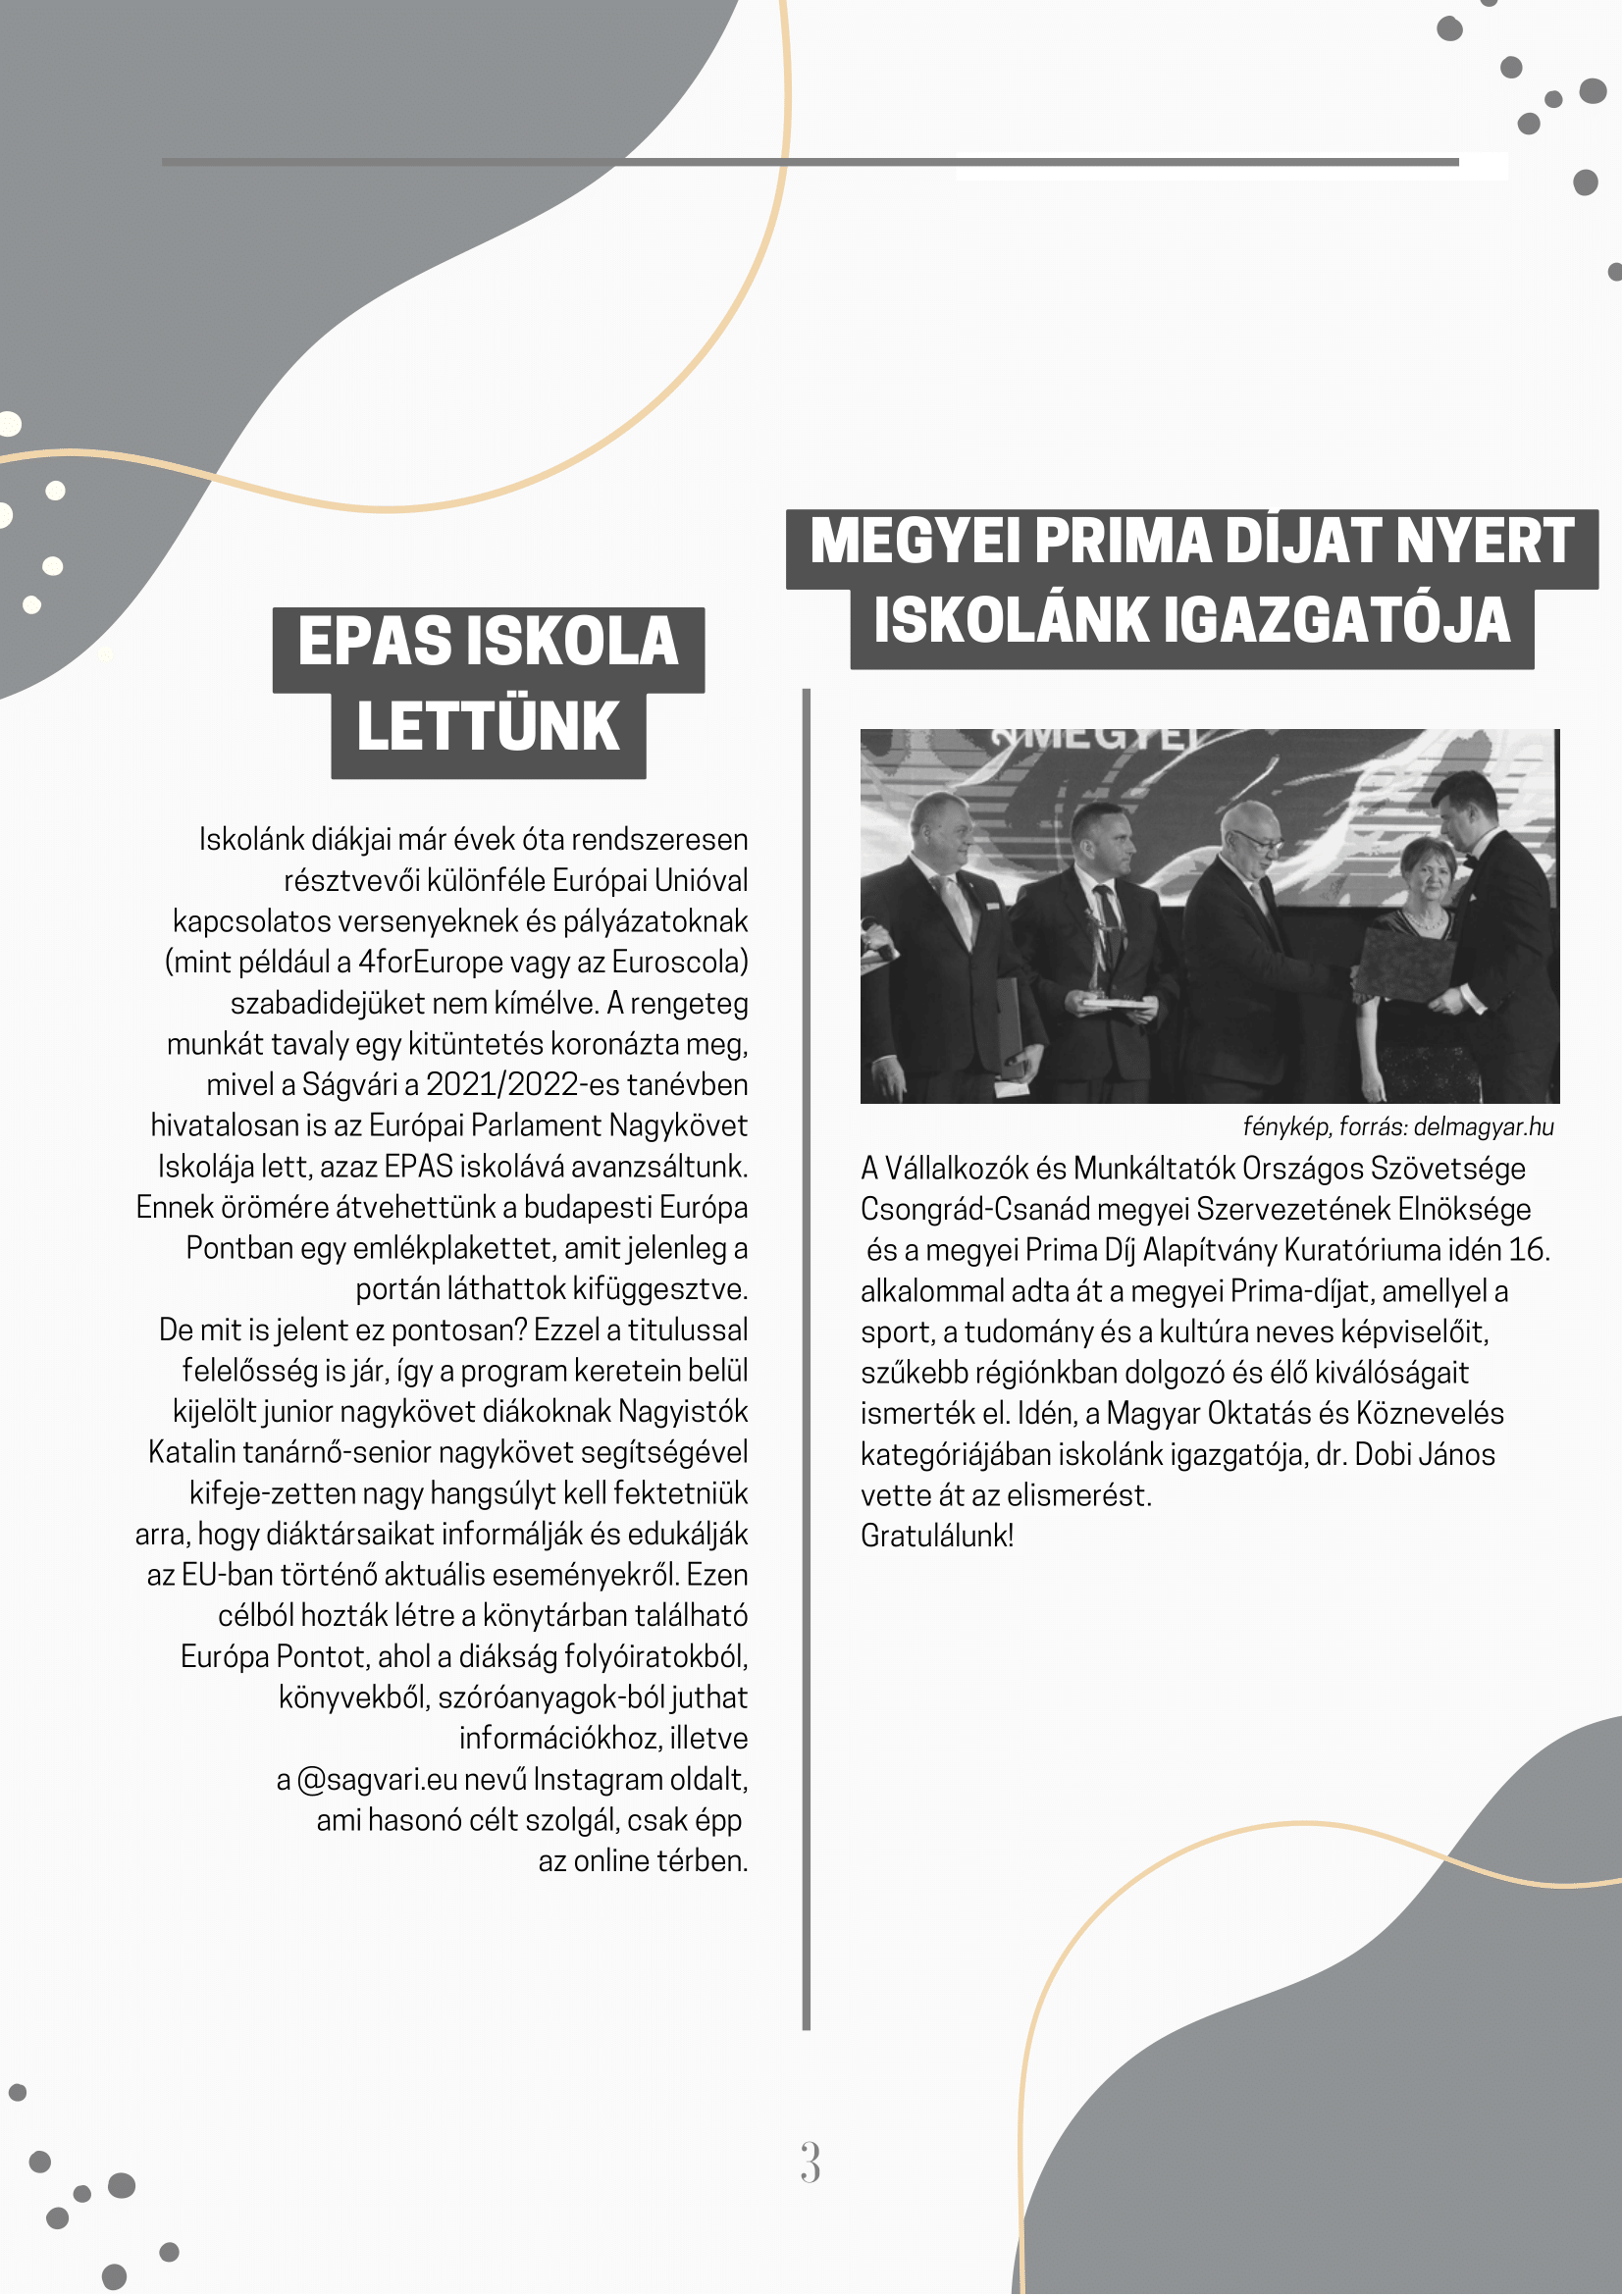 EPAS ISKOLA
LETTÜNK
Iskolánk diákjai már évek óta rendszeresen
résztvevői különféle Európai Unióval
kapcsolatos versenyeknek és pályázatoknak
(mint például a 4forEurope vagy az Euroscola)
szabadidejüket nem kímélve. A rengeteg
munkát tavaly egy kitüntetés koronázta meg,
mivel a Ságvári a 2021/2022-es tanévben
hivatalosan is az Európai Parlament Nagykövet
Iskolája lett, azaz EPAS iskolává avanzsáltunk.
Ennek örömére átvehettünk a budapesti Európa
Pontban egy emlékplakettet, amit jelenleg a
portán láthattok kifüggesztve.
De mit is jelent ez pontosan? Ezzel a titulussal
felelősség is jár, így a program keretein belül
kijelölt junior nagykövet diákoknak Nagyistók
Katalin tanárnő-senior nagykövet segítségével
kifeje-zetten nagy hangsúlyt kell fektetniük
arra, hogy diáktársaikat informálják és edukálják
az EU-ban történő aktuális eseményekről. Ezen
célból hozták létre a könytárban található
Európa Pontot, ahol a diákság folyóiratokból,
könyvekből, szóróanyagok-ból juthat
információkhoz, illetve
a @sagvari.eu nevű Instagram oldalt,
ami hasonó célt szolgál, csak épp
az online térben.
MEGYEI PRIMA DÍJAT NYERT
ISKOLÁNK IGAZGATÓJA
MEGYEI
fénykép, forrás: delmagyar.hu
A Vállalkozók és Munkáltatók Országos Szövetsége
Csongrád-Csanád megyei Szervezetének Elnöksége
és a megyei Prima Díj Alapítvány Kuratóriuma idén 16.
alkalommal adta át a megyei Prima-díjat, amellyel a
sport, a tudomány és a kultúra neves képviselőit,
szűkebb régiónkban dolgozó és élő kiválóságait
ismerték el. Idén, a Magyar Oktatás és Köznevelés
kategóriájában iskolánk igazgatója, dr. Dobi János
vette át az elismerést.
Gratulálunk!
3